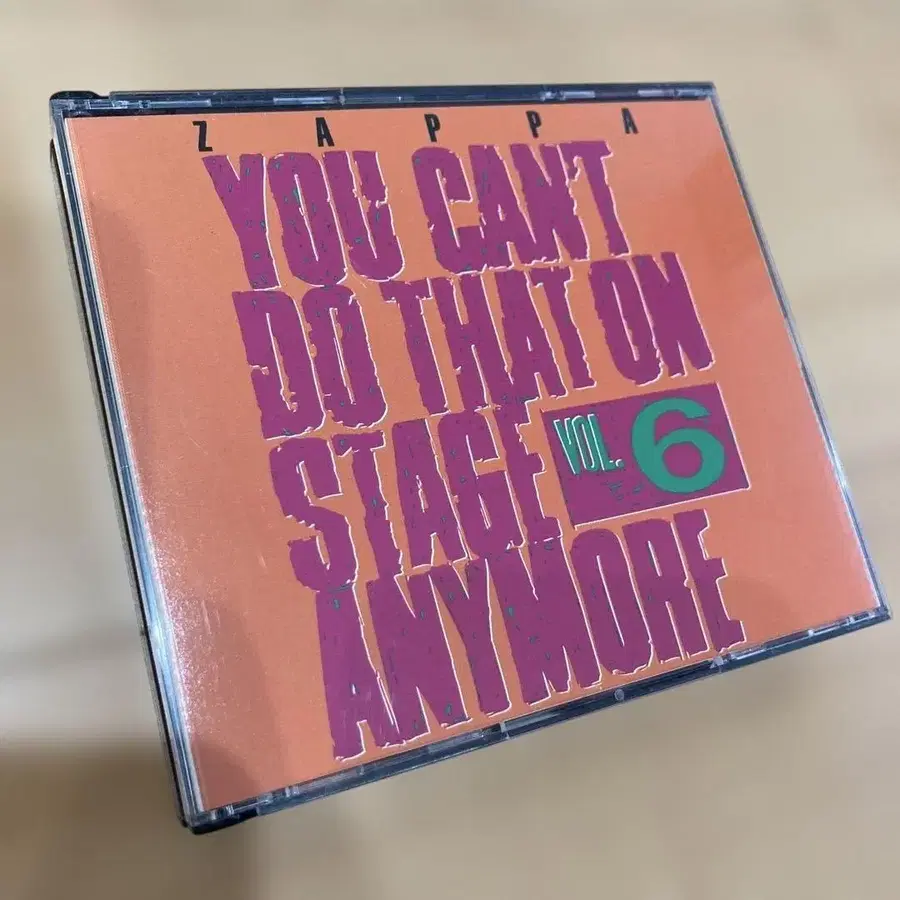 ZAPPA
YOU CAN'T
DO THAT ON
STAGE VOL. 6
ANYMORE